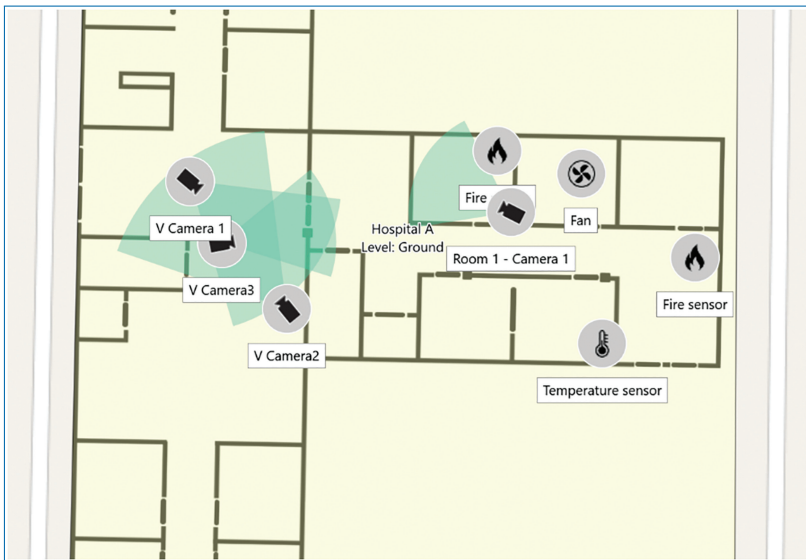 Fire
Fan
V Camera 1
Hospital A
Level: Ground
Room 1 - Camera 1
V Camera3
Fire sensor
V Camera2
Temperature sensor